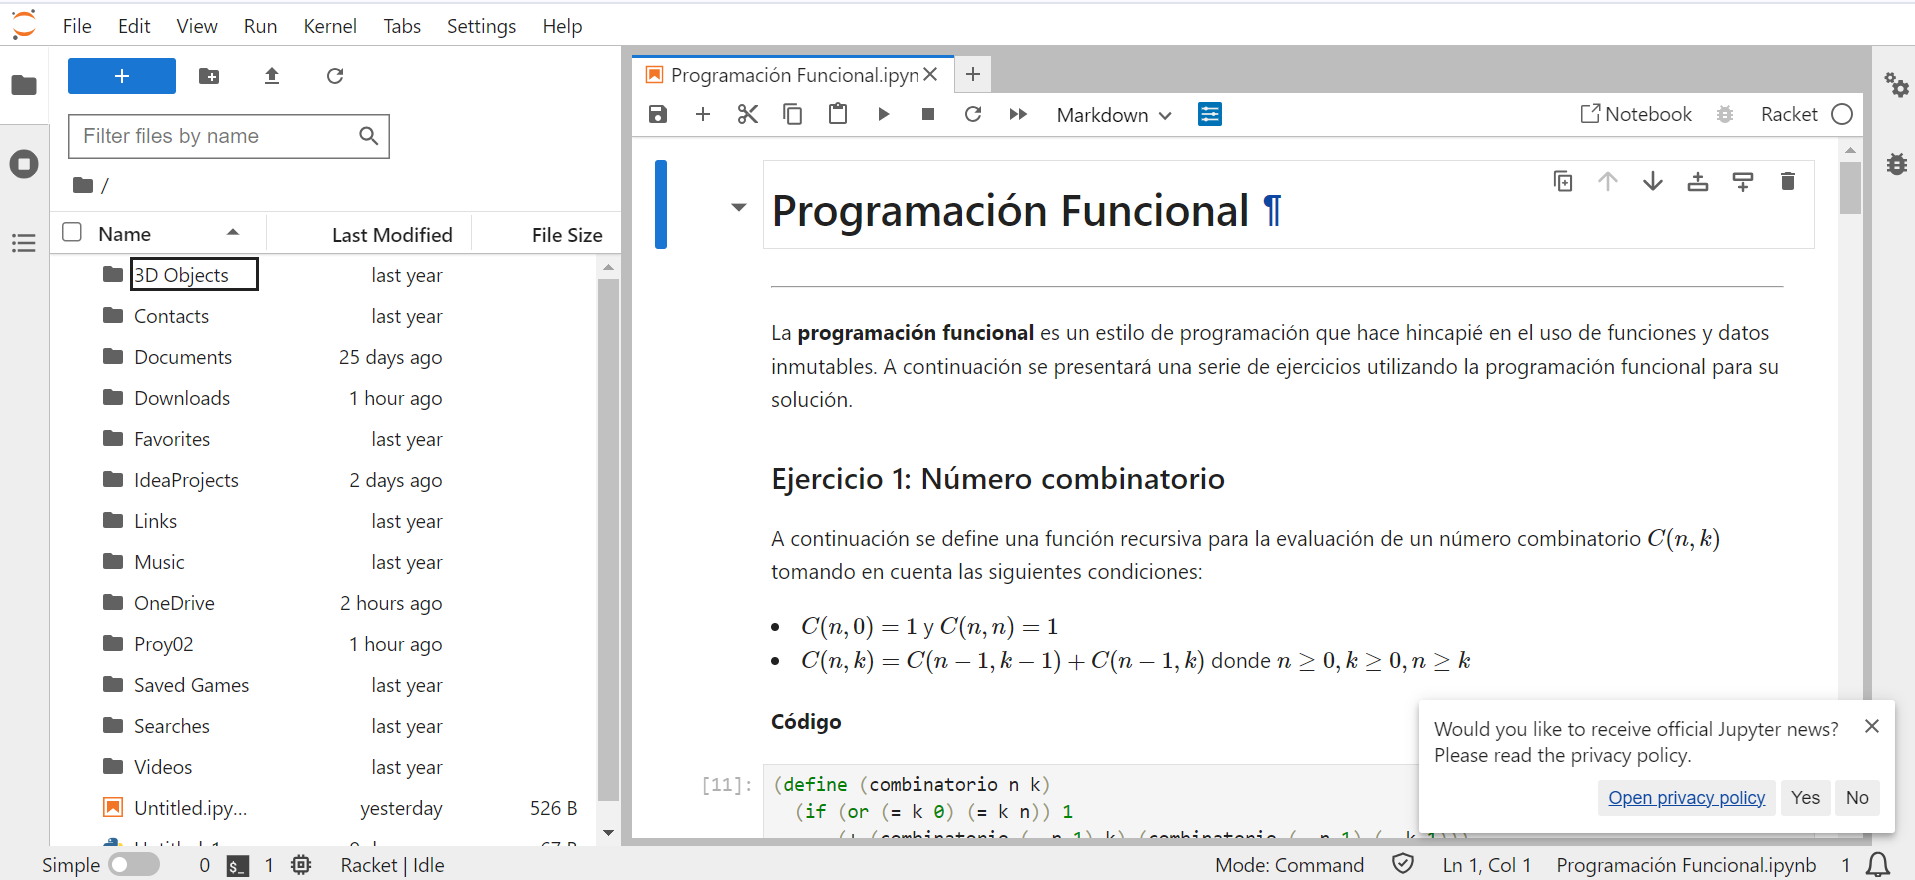 File Edit View Run Kernel Tabs Settings Help
Filter files by name
/
Name Last Modified File Size
3D Objects last year
Contacts last year
Documents 25 days ago
Downloads 1 hour ago
Favorites last year
IdeaProjects 2 days ago
Links last year
Music last year
OneDrive 2 hours ago
Proy02 1 hour ago
Saved Games last year
Searches last year
Videos last year
Untitled.ipy... yesterday 526 B
Programación Funcional.ipyn
Markdown Notebook Racket
Programación Funcional ¶
La programación funcional es un estilo de programación que hace hincapié en el uso de funciones y datos
inmutables. A continuación se presentará una serie de ejercicios utilizando la programación funcional para su
solución.
Ejercicio 1: Número combinatorio
A continuación se define una función recursiva para la evaluación de un número combinatorio C(n, k)
tomando en cuenta las siguientes condiciones:
• C(n, 0) = 1 y C(n, n) = 1
• C(n, k) = C(n − 1, k − 1) + C(n − 1, k) donde n ≥ 0, k ≥ 0, n ≥ k
Código
[11]: (define (combinatorio n k)
(if (or (= k 0) (= k n)) 1
Would you like to receive official Jupyter news?
Please read the privacy policy.
Open privacy policy Yes No
Simple 0 $_ 1 Racket | Idle Mode: Command Ln 1, Col 1 Programación Funcional.ipynb 1